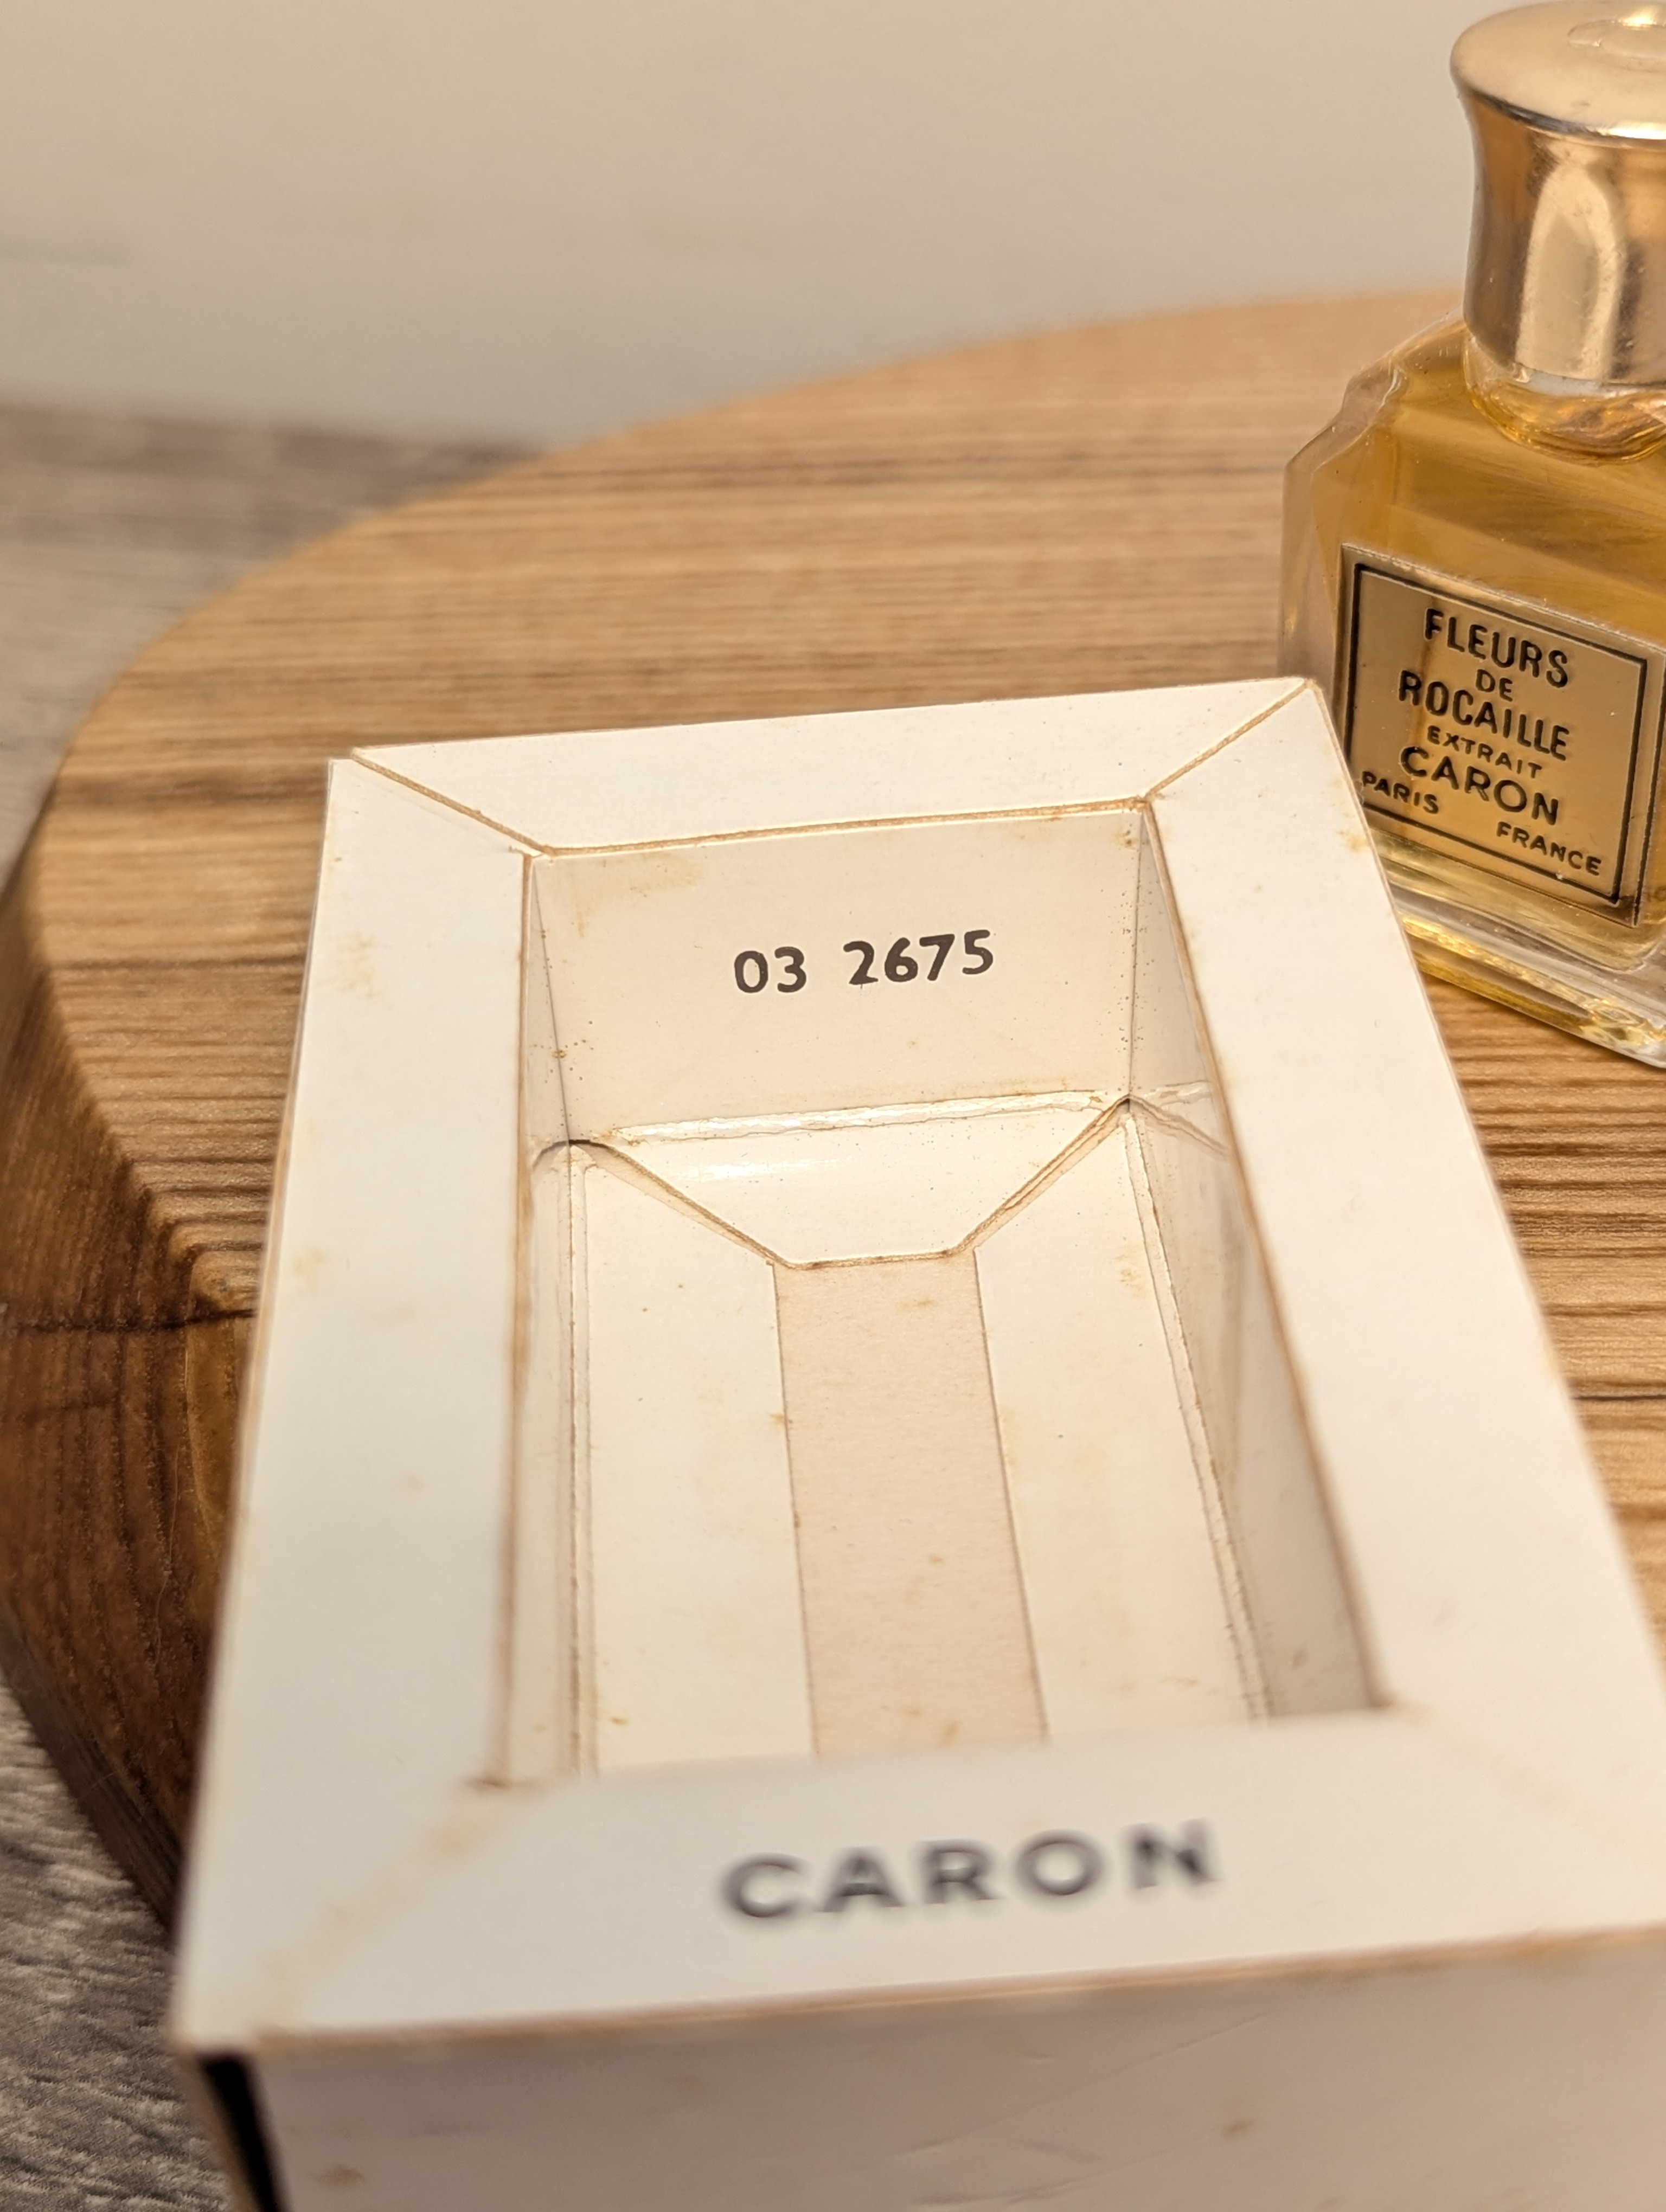 FLEURS
DE
ROCAILLE
EXTRAIT
CARON
PARIS
FRANCE
03 2675
CARON